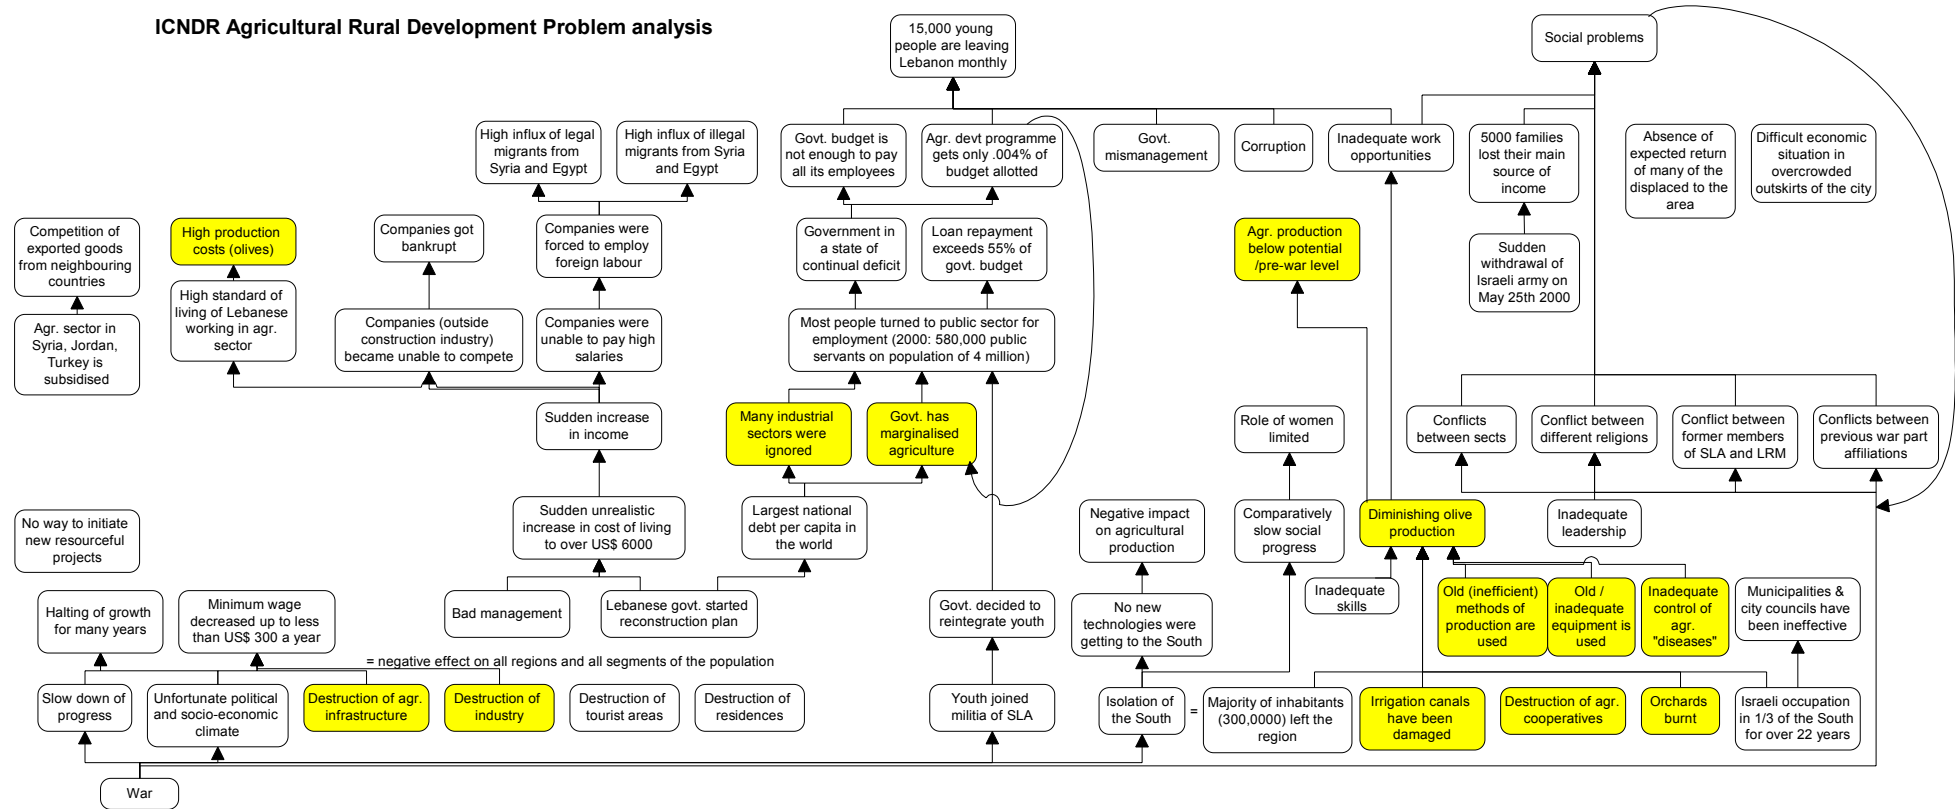 ICNDR Agricultural Rural Development Problem analysis
15,000 young
people are leaving
Lebanon monthly
Social problems
High influx of legal
migrants from
Syria and Egypt
High influx of illegal
migrants from Syria
and Egypt
Govt. budget is
not enough to pay
all its employees
Agr. devt programme
gets only .004% of
budget allotted
Govt.
mismanagement
Corruption
Inadequate work
opportunities
5000 families
lost their main
source of
income
Absence of
expected return
of many of the
displaced to the
area
Difficult economic
situation in
overcrowded
outskirts of the city
Competition of
exported goods
from neighbouring
countries
High production
costs (olives)
Companies got
bankrupt
Companies were
forced to employ
foreign labour
Government in
a state of
continual deficit
Loan repayment
exceeds 55% of
govt. budget
Agr. production
below potential
/pre-war level
Sudden
withdrawal of
Israeli army on
May 25th 2000
Agr. sector in
Syria, Jordan,
Turkey is
subsidised
High standard of
living of Lebanese
working in agr.
sector
Companies (outside
construction industry)
became unable to compete
Companies were
unable to pay high
salaries
Most people turned to public sector for
employment (2000: 580,000 public
servants on population of 4 million)
Sudden increase
in income
Many industrial
sectors were
ignored
Govt. has
marginalised
agriculture
Role of women
limited
Conflicts
between sects
Conflict between
different religions
Conflict between
former members
of SLA and LRM
Conflicts between
previous war part
affiliations
No way to initiate
new resourceful
projects
Sudden unrealistic
increase in cost of living
to over US$ 6000
Largest national
debt per capita in
the world
Negative impact
on agricultural
production
Comparatively
slow social
progress
Diminishing olive
production
Inadequate
leadership
Halting of growth
for many years
Minimum wage
decreased up to less
than US$ 300 a year
Bad management
Lebanese govt. started
reconstruction plan
Govt. decided to
reintegrate youth
No new
technologies were
getting to the South
Inadequate
skills
Old (inefficient)
methods of
production are
used
Old /
inadequate
equipment is
used
Inadequate
control of
agr.
"diseases"
Municipalities &
city councils have
been ineffective
= negative effect on all regions and all segments of the population
Slow down of
progress
Unfortunate political
and socio-economic
climate
Destruction of agr.
infrastructure
Destruction of
industry
Destruction of
tourist areas
Destruction of
residences
Youth joined
militia of SLA
Isolation of
the South
=
Majority of inhabitants
(300,0000) left the
region
Irrigation canals
have been
damaged
Destruction of agr.
cooperatives
Orchards
burnt
Israeli occupation
in 1/3 of the South
for over 22 years
War